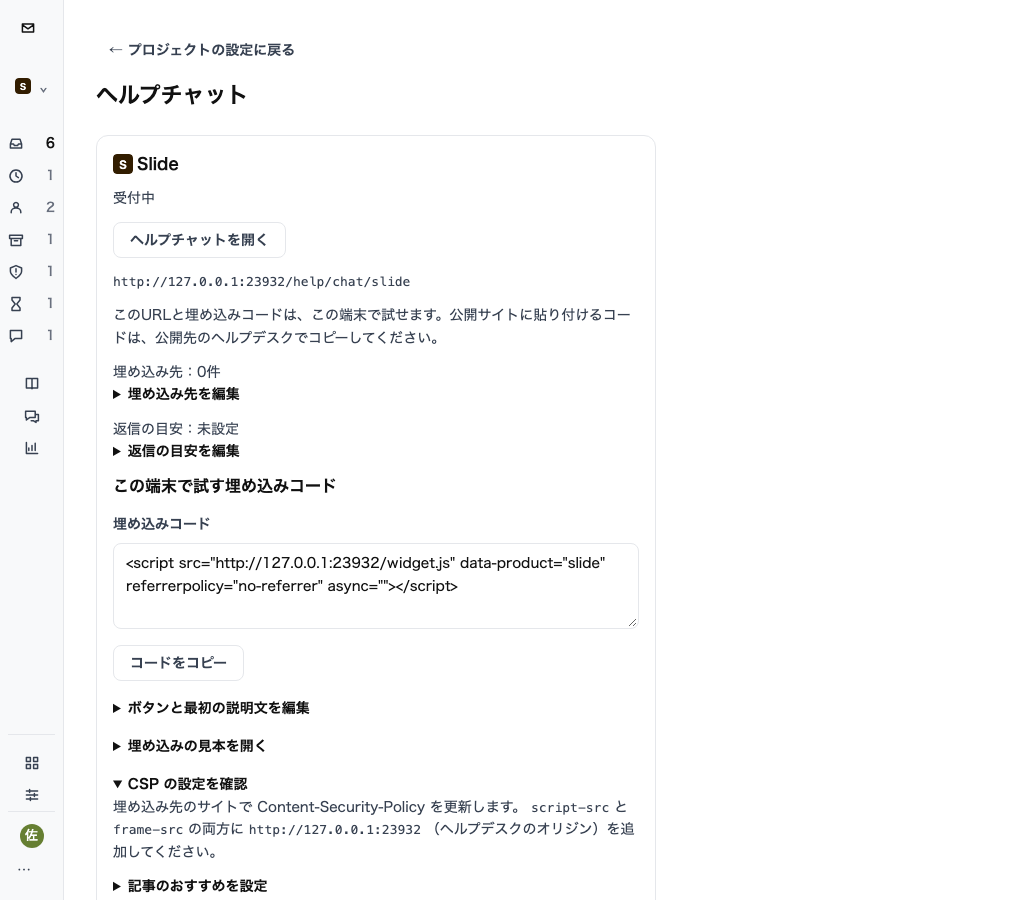 S
6
1
2
1
1
1
1
佐
…
← プロジェクトの設定に戻る
ヘルプチャット
S Slide
受付中
ヘルプチャットを開く
http://127.0.0.1:23932/help/chat/slide
このURLと埋め込みコードは、この端末で試せます。公開サイトに貼り付けるコー
ドは、公開先のヘルプデスクでコピーしてください。
埋め込み先：0件
▶ 埋め込み先を編集
返信の目安：未設定
▶ 返信の目安を編集
この端末で試す埋め込みコード
埋め込みコード
<script src="http://127.0.0.1:23932/widget.js" data-product="slide"
referrerpolicy="no-referrer" async=""></script>
コードをコピー
▶ ボタンと最初の説明文を編集
▶ 埋め込みの見本を開く
▼ CSP の設定を確認
埋め込み先のサイトで Content-Security-Policy を更新します。 script-src と
frame-src の両方に http://127.0.0.1:23932 （ヘルプデスクのオリジン）を追
加してください。
▶ 記事のおすすめを設定